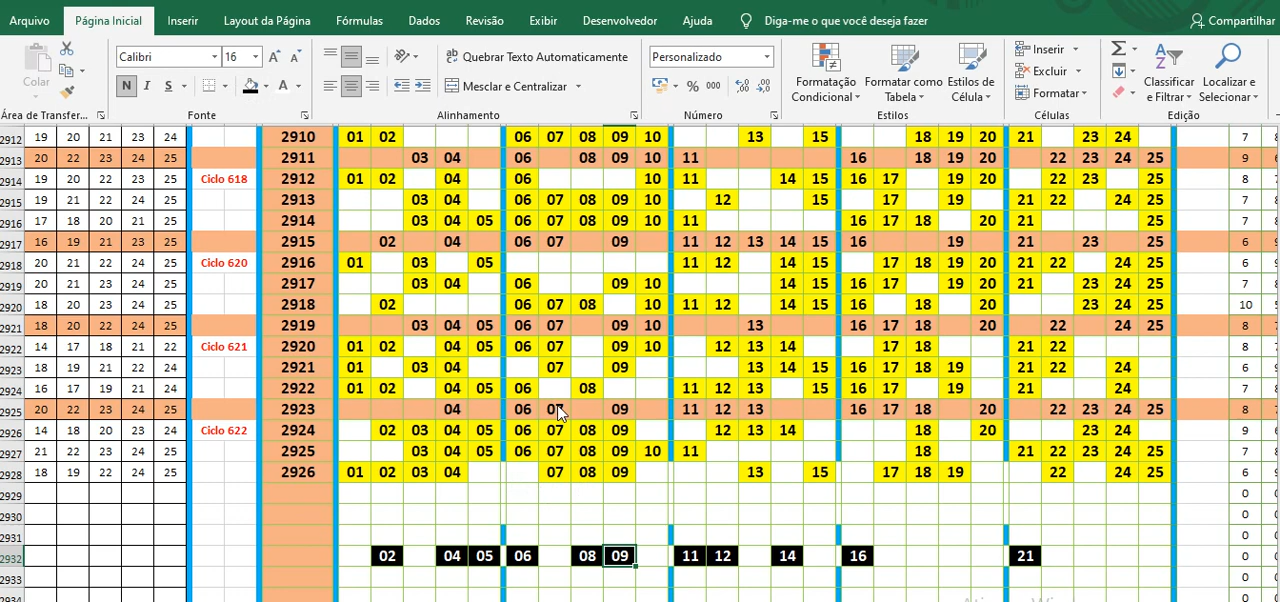 Arquivo Página Inicial Inserir Layout da Página Fórmulas Dados Revisão Exibir Desenvolvedor Ajuda Diga-me o que você deseja fazer Compartilhar
Calibri 16 Quebrar Texto Automaticamente Personalizado Inserir
Colar N I S Mesclar e Centralizar % 000 Formatação Condicional Formatar como Tabela Estilos de Célula Excluir Formatar Classificar e Filtrar Localizar e Selecionar
Área de Transfer... Fonte Alinhamento Número Estilos Células Edição
2912 19 20 21 23 24 2910 01 02 06 07 08 09 10 13 15 18 19 20 21 23 24 7
2913 20 22 23 24 25 2911 03 04 06 08 09 10 11 16 18 19 20 22 23 24 25 9
2914 19 20 22 23 25 Ciclo 618 2912 01 02 04 06 10 11 14 15 16 17 19 20 22 23 25 8
2915 19 21 22 24 25 2913 03 04 06 07 08 09 10 12 15 17 19 21 22 24 25 7
2916 17 18 20 21 25 2914 03 04 05 06 07 08 09 10 11 16 17 18 20 21 25 7
2917 16 19 21 23 25 2915 02 04 06 07 09 11 12 13 14 15 16 19 21 23 25 6
2918 20 21 22 24 25 Ciclo 620 2916 01 03 05 11 12 14 15 17 18 19 20 21 22 24 25 6
2919 20 21 23 24 25 2917 03 04 06 09 10 14 15 16 17 19 20 21 23 24 25 7
2920 18 20 23 24 25 2918 02 06 07 08 10 11 12 14 15 16 18 20 23 24 25 10
2921 18 20 22 24 25 2919 03 04 05 06 07 09 10 13 16 17 18 20 22 24 25 8
2922 14 17 18 21 22 Ciclo 621 2920 01 02 04 05 06 07 09 10 12 13 14 17 18 21 22 8
2923 18 19 21 22 24 2921 01 03 04 07 09 13 14 15 16 17 18 19 21 22 24 6
2924 16 17 19 21 24 2922 01 02 04 05 06 08 11 12 13 15 16 17 19 21 24 7
2925 20 22 23 24 25 2923 04 06 07 09 11 12 13 16 17 18 20 22 23 24 25 8
2926 14 18 20 23 24 Ciclo 622 2924 02 03 04 05 06 07 08 09 12 13 14 18 20 23 24 9
2927 21 22 23 24 25 2925 03 04 05 06 07 08 09 10 11 18 21 22 23 24 25 7
2928 18 19 22 24 25 2926 01 02 03 04 07 08 09 13 15 17 18 19 22 24 25 6
2929 0
2930 0
2931 0
2932 02 04 05 06 08 09 11 12 14 16 21 0
2933 0
2934 0